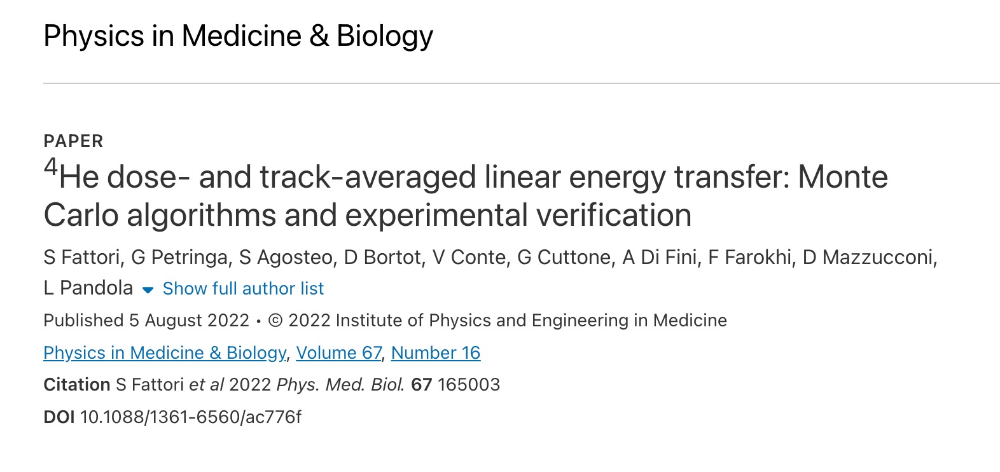 Physics in Medicine & Biology
PAPER
⁴He dose- and track-averaged linear energy transfer: Monte
Carlo algorithms and experimental verification
S Fattori, G Petringa, S Agosteo, D Bortot, V Conte, G Cuttone, A Di Fini, F Farokhi, D Mazzucconi,
L Pandola ▾ Show full author list
Published 5 August 2022 • © 2022 Institute of Physics and Engineering in Medicine
Physics in Medicine & Biology, Volume 67, Number 16
Citation S Fattori et al 2022 Phys. Med. Biol. 67 165003
DOI 10.1088/1361-6560/ac776f